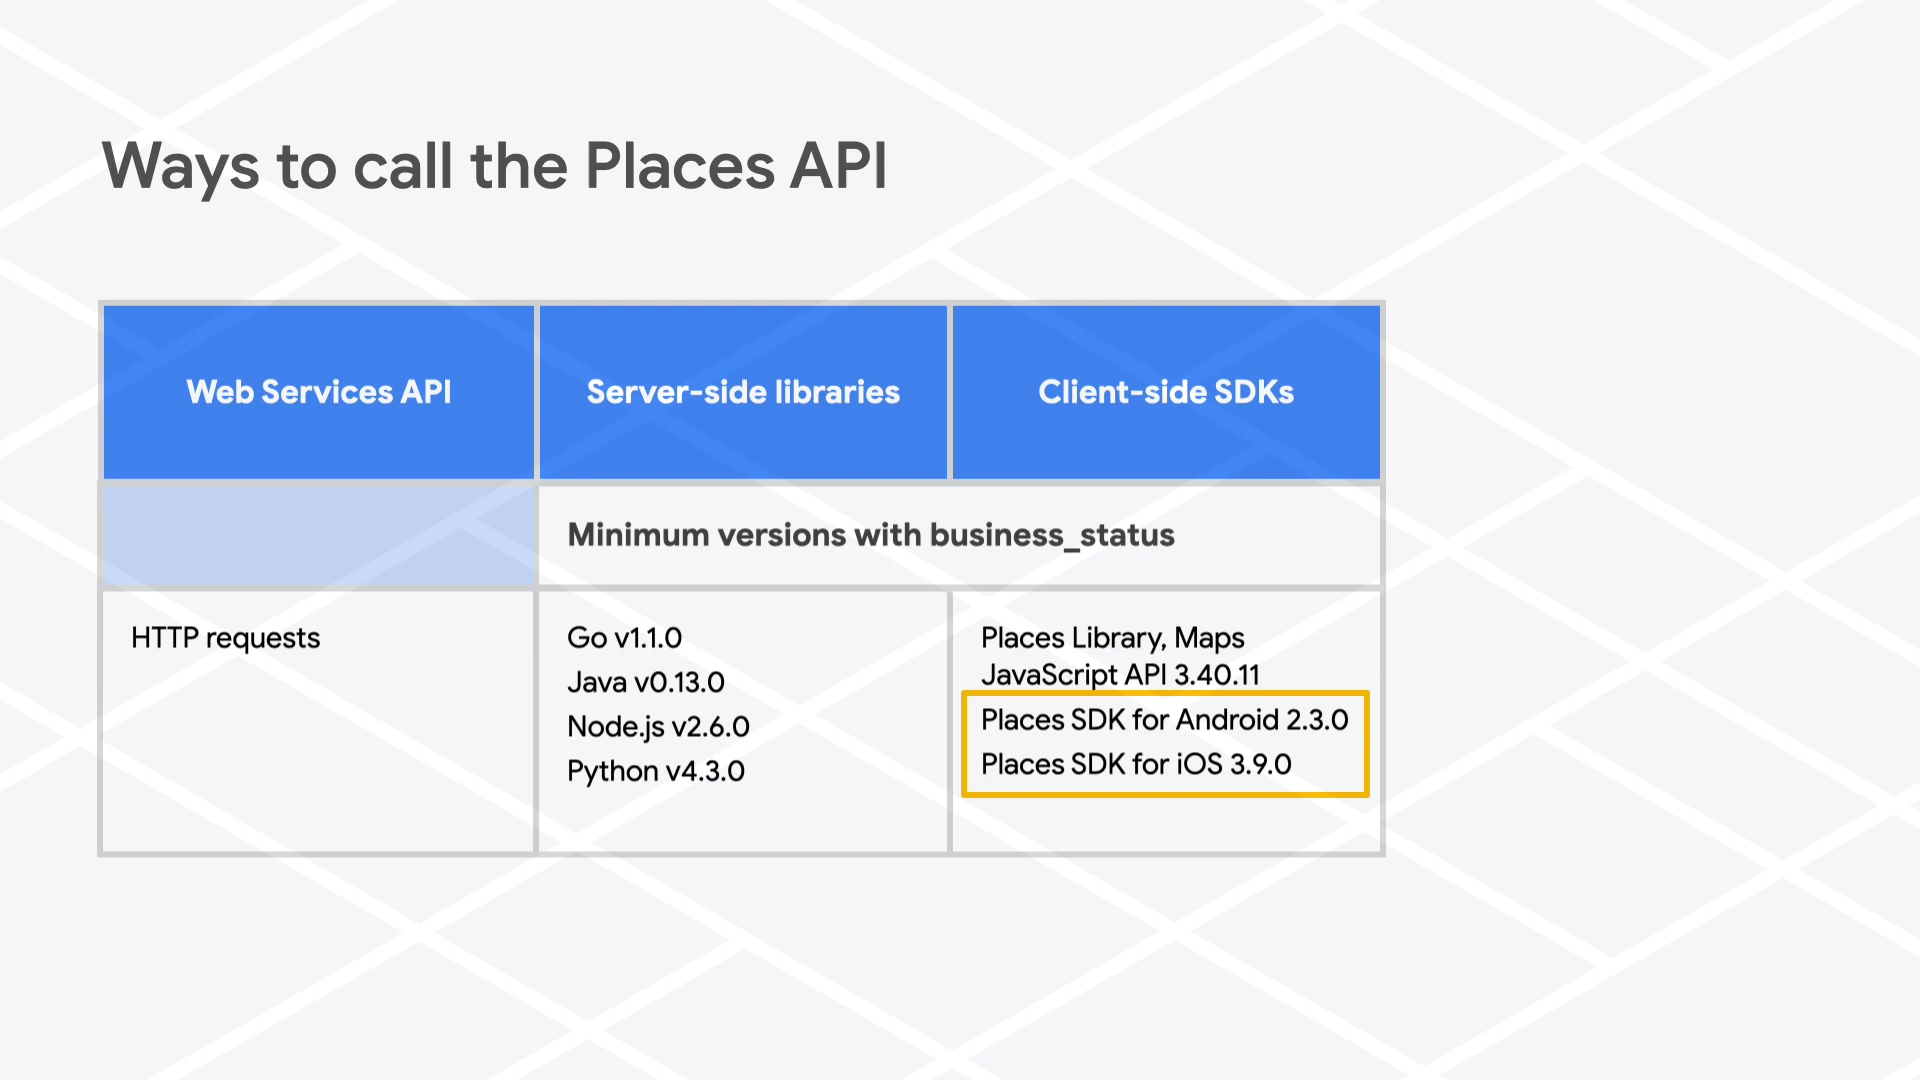 Ways to call the Places API
Web Services API
Server-side libraries
Client-side SDKs
Minimum versions with business_status
HTTP requests
Go v1.1.0
Java v0.13.0
Node.js v2.6.0
Python v4.3.0
Places Library, Maps
JavaScript API 3.40.11
Places SDK for Android 2.3.0
Places SDK for iOS 3.9.0